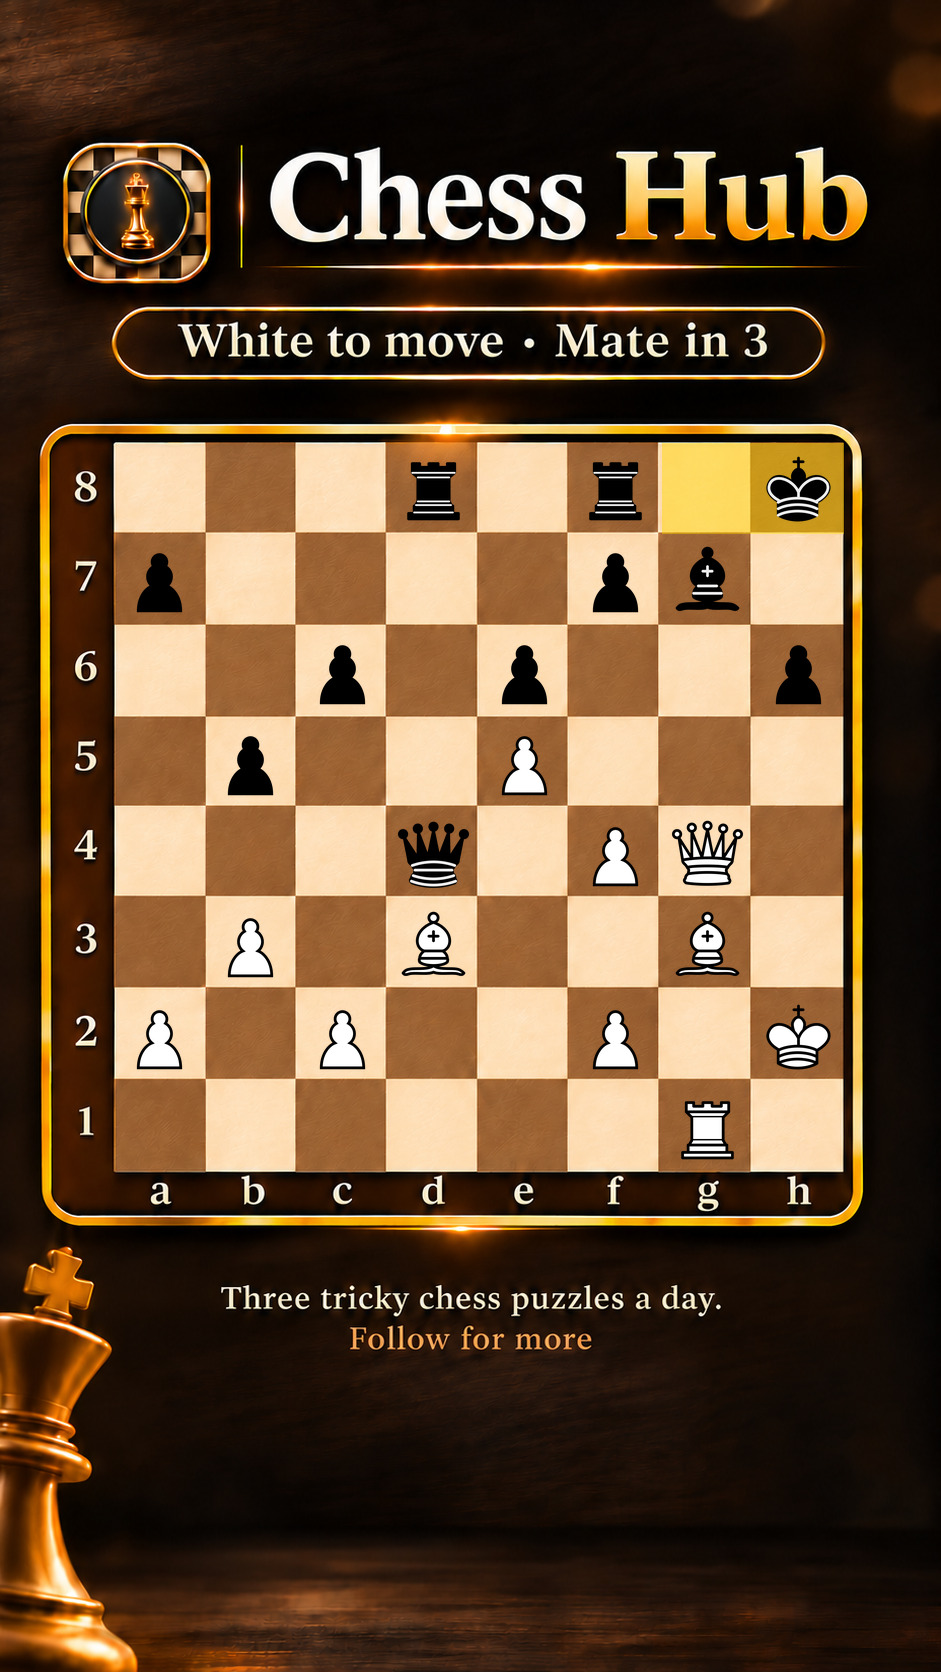 Chess Hub
White to move • Mate in 3
8
7
6
5
4
3
2
1
a b c d e f g h
Three tricky chess puzzles a day.
Follow for more